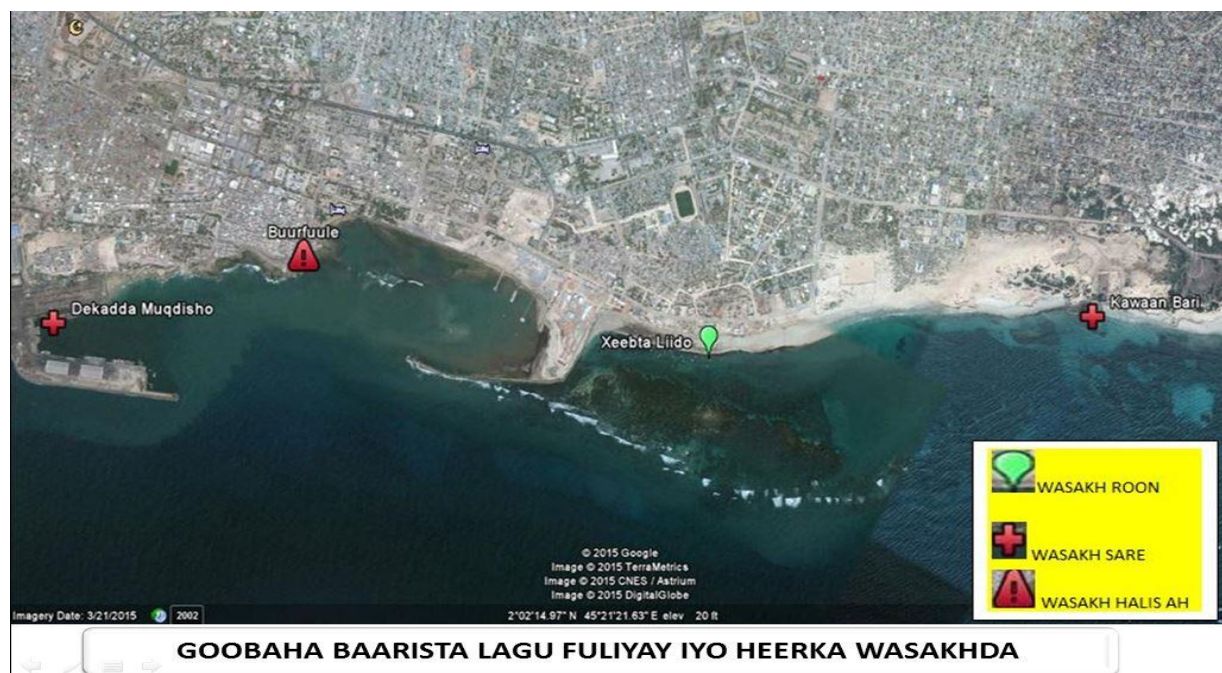 Buurfuule
Dekadda Muqdisho
Kawaan Bari
Xeebta Liido
WASAKH ROON
WASAKH SARE
WASAKH HALIS AH
© 2015 Google
Image © 2015 TerraMetrics
Image © 2015 CNES / Astrium
Image © 2015 DigitalGlobe
Imagery Date: 3/21/2015 2002 2°02'14.97" N 45°21'21.63" E elev 20 ft
GOOBAHA BAARISTA LAGU FULIYAY IYO HEERKA WASAKHDA